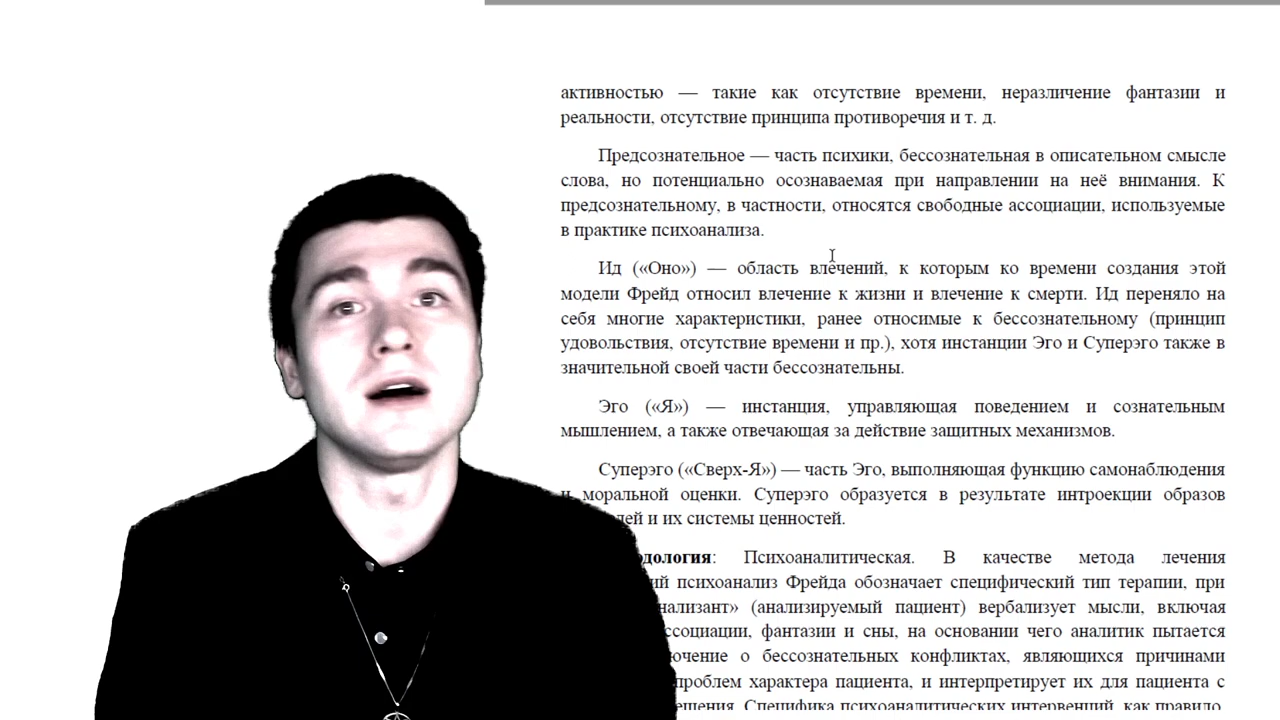 активностью — такие как отсутствие времени, неразличение фантазии и
реальности, отсутствие принципа противоречия и т. д.
Предсознательное — часть психики, бессознательная в описательном смысле
слова, но потенциально осознаваемая при направлении на неё внимания. К
предсознательному, в частности, относятся свободные ассоциации, используемые
в практике психоанализа.
Ид («Оно») — область влечений, к которым ко времени создания этой
модели Фрейд относил влечение к жизни и влечение к смерти. Ид переняло на
себя многие характеристики, ранее относимые к бессознательному (принцип
удовольствия, отсутствие времени и пр.), хотя инстанции Эго и Суперэго также в
значительной своей части бессознательны.
Эго («Я») — инстанция, управляющая поведением и сознательным
мышлением, а также отвечающая за действие защитных механизмов.
Суперэго («Сверх-Я») — часть Эго, выполняющая функцию самонаблюдения
и моральной оценки. Суперэго образуется в результате интроекции образов
и их системы ценностей.
Психоаналитическая. В качестве метода лечения
психоанализ Фрейда обозначает специфический тип терапии, при
(анализируемый пациент) вербализует мысли, включая
фантазии и сны, на основании чего аналитик пытается
о бессознательных конфликтах, являющихся причинами
проблем характера пациента, и интерпретирует их для пациента с
Специфика психоаналитических интервенций, как правило,